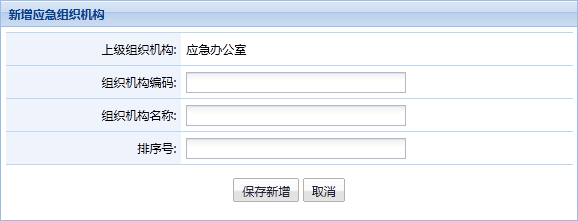 新增应急组织机构
上级组织机构: 应急办公室
组织机构编码:
组织机构名称:
排序号:
保存新增 取消